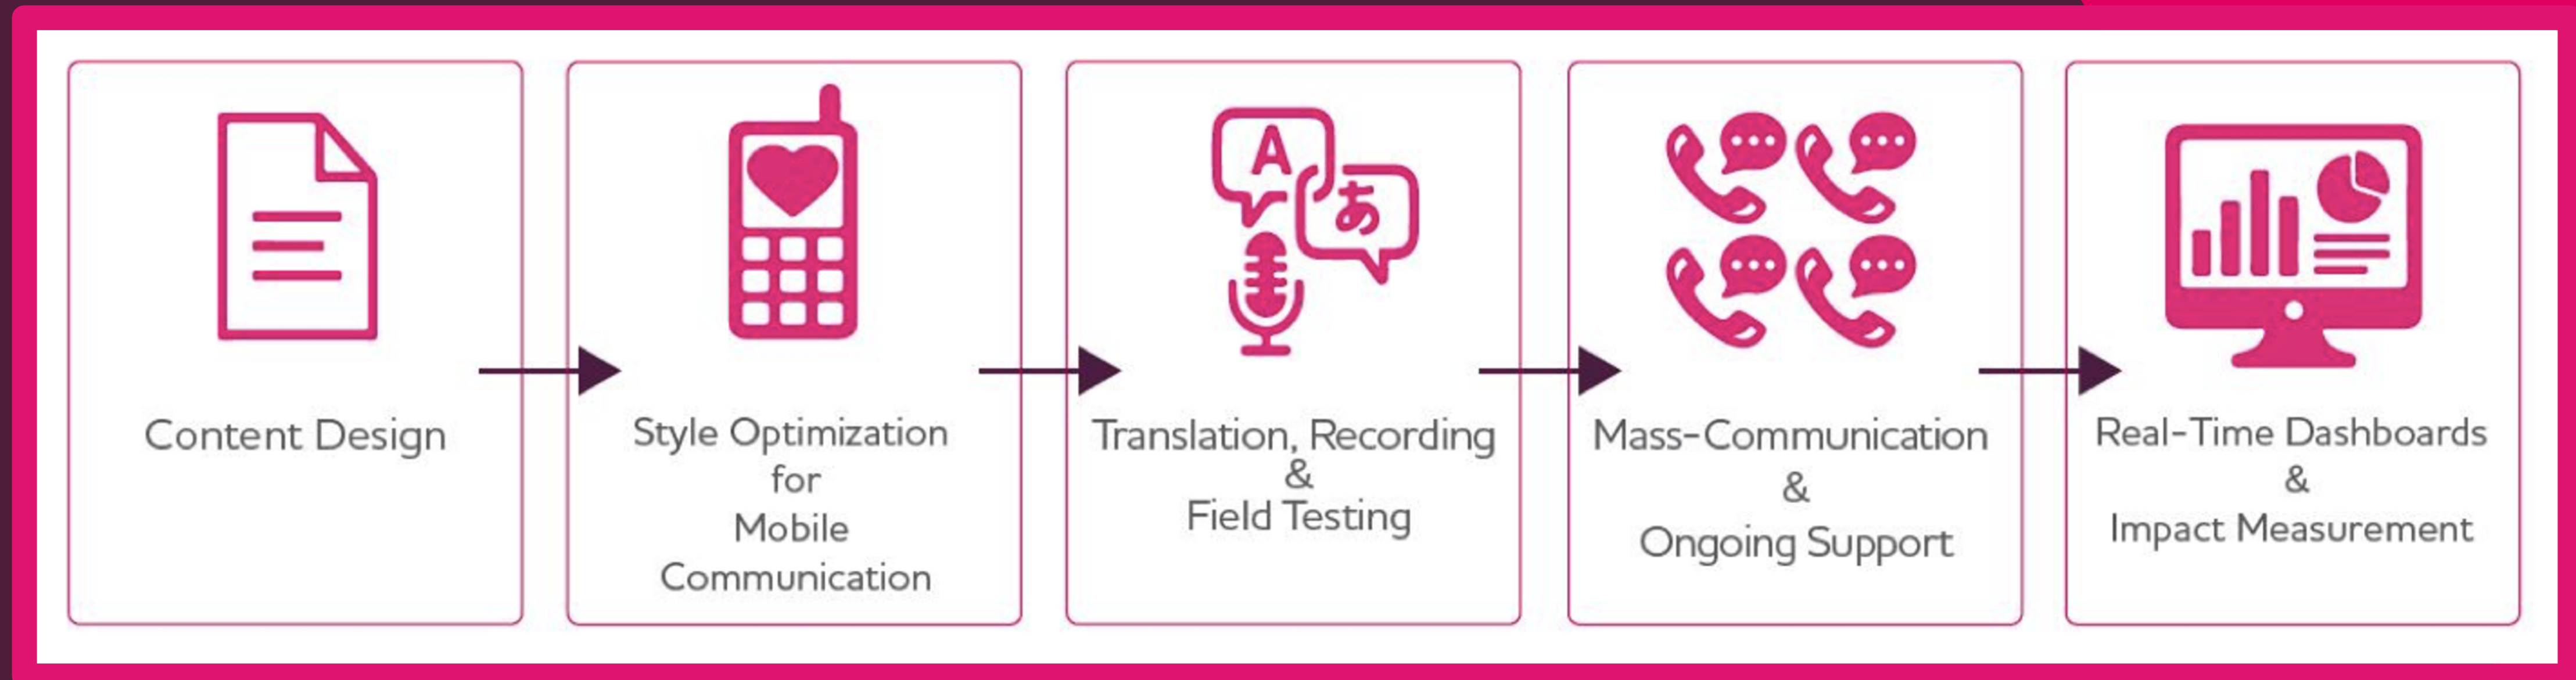 Content Design
Style Optimization
for
Mobile
Communication
A
あ
Translation, Recording
&
Field Testing
Mass-Communication
&
Ongoing Support
Real-Time Dashboards
&
Impact Measurement